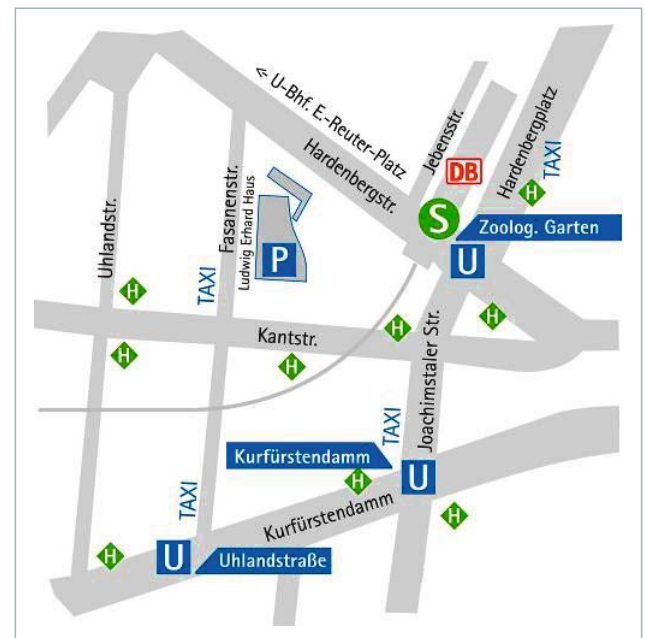 << U-Bhf. E.-Reuter-Platz
Hardenbergstr.
Jebensstr.
DB
Hardenbergplatz
TAXI
H
S
Zoolog. Garten
U
Uhlandstr.
Fasanenstr.
Ludwig Erhard Haus
P
TAXI
H
H
H
Kantstr.
H
H
H
Joachimstaler Str.
TAXI
Kurfürstendamm
U
H
H
Kurfürstendamm
TAXI
H
U
Uhlandstraße